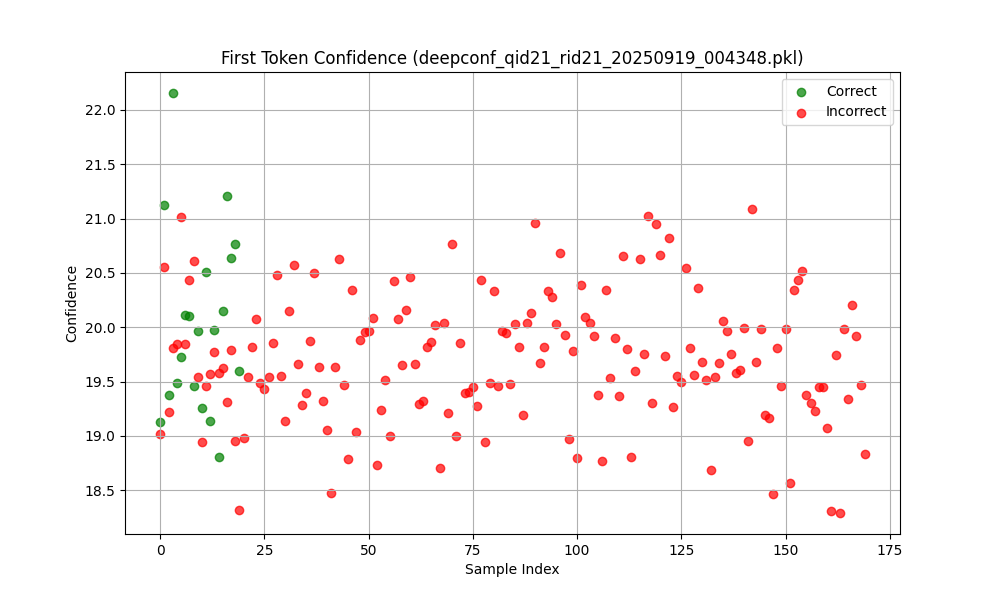 First Token Confidence (deepconf_qid21_rid21_20250919_004348.pkl)
Correct
Incorrect
Confidence
22.0
21.5
21.0
20.5
20.0
19.5
19.0
18.5
0 25 50 75 100 125 150 175
Sample Index